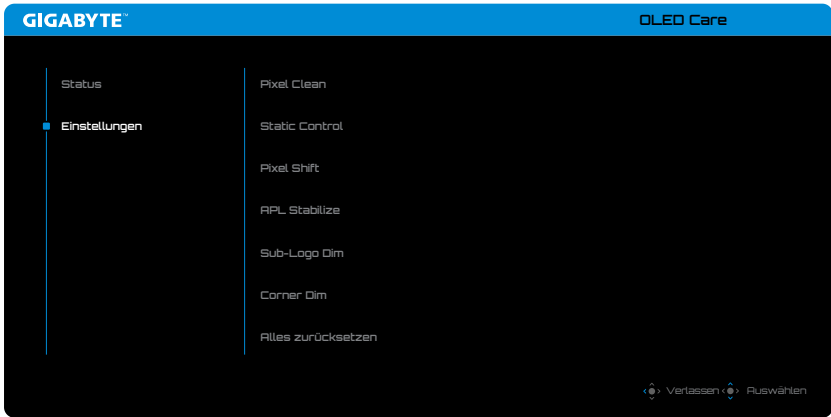 GIGABYTE™
OLED Care
Status
Einstellungen
Pixel Clean
Static Control
Pixel Shift
APL Stabilize
Sub-Logo Dim
Corner Dim
Alles zurücksetzen
Verlassen
Auswählen